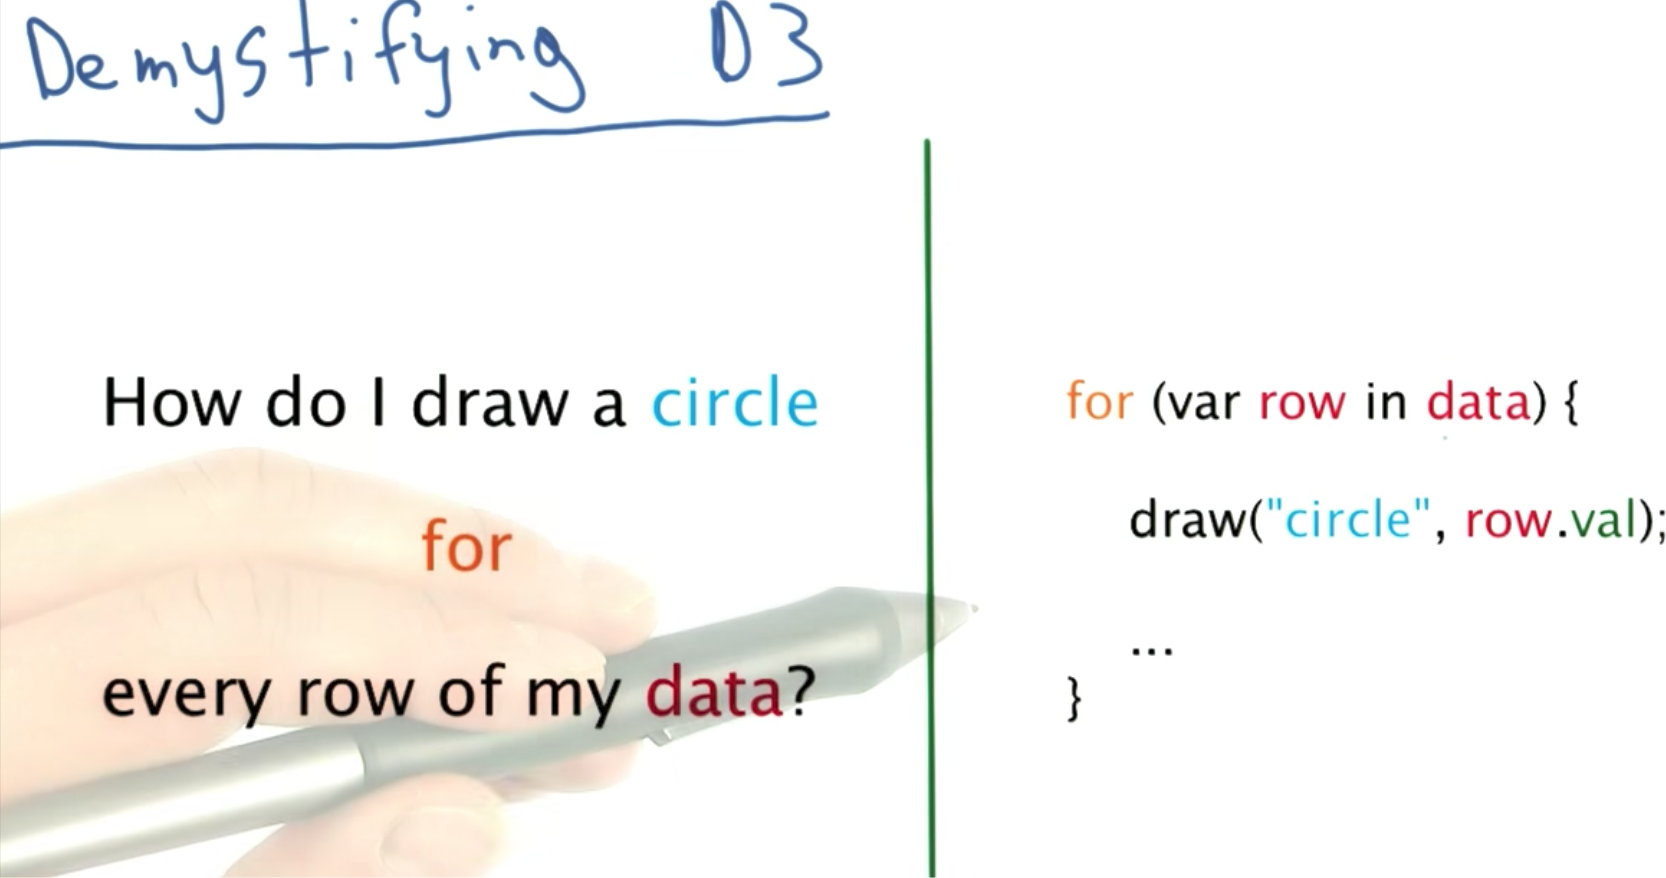 Demystifying D3
How do I draw a circle
for
every row of my data?
for (var row in data) {
draw("circle", row.val);
...
}